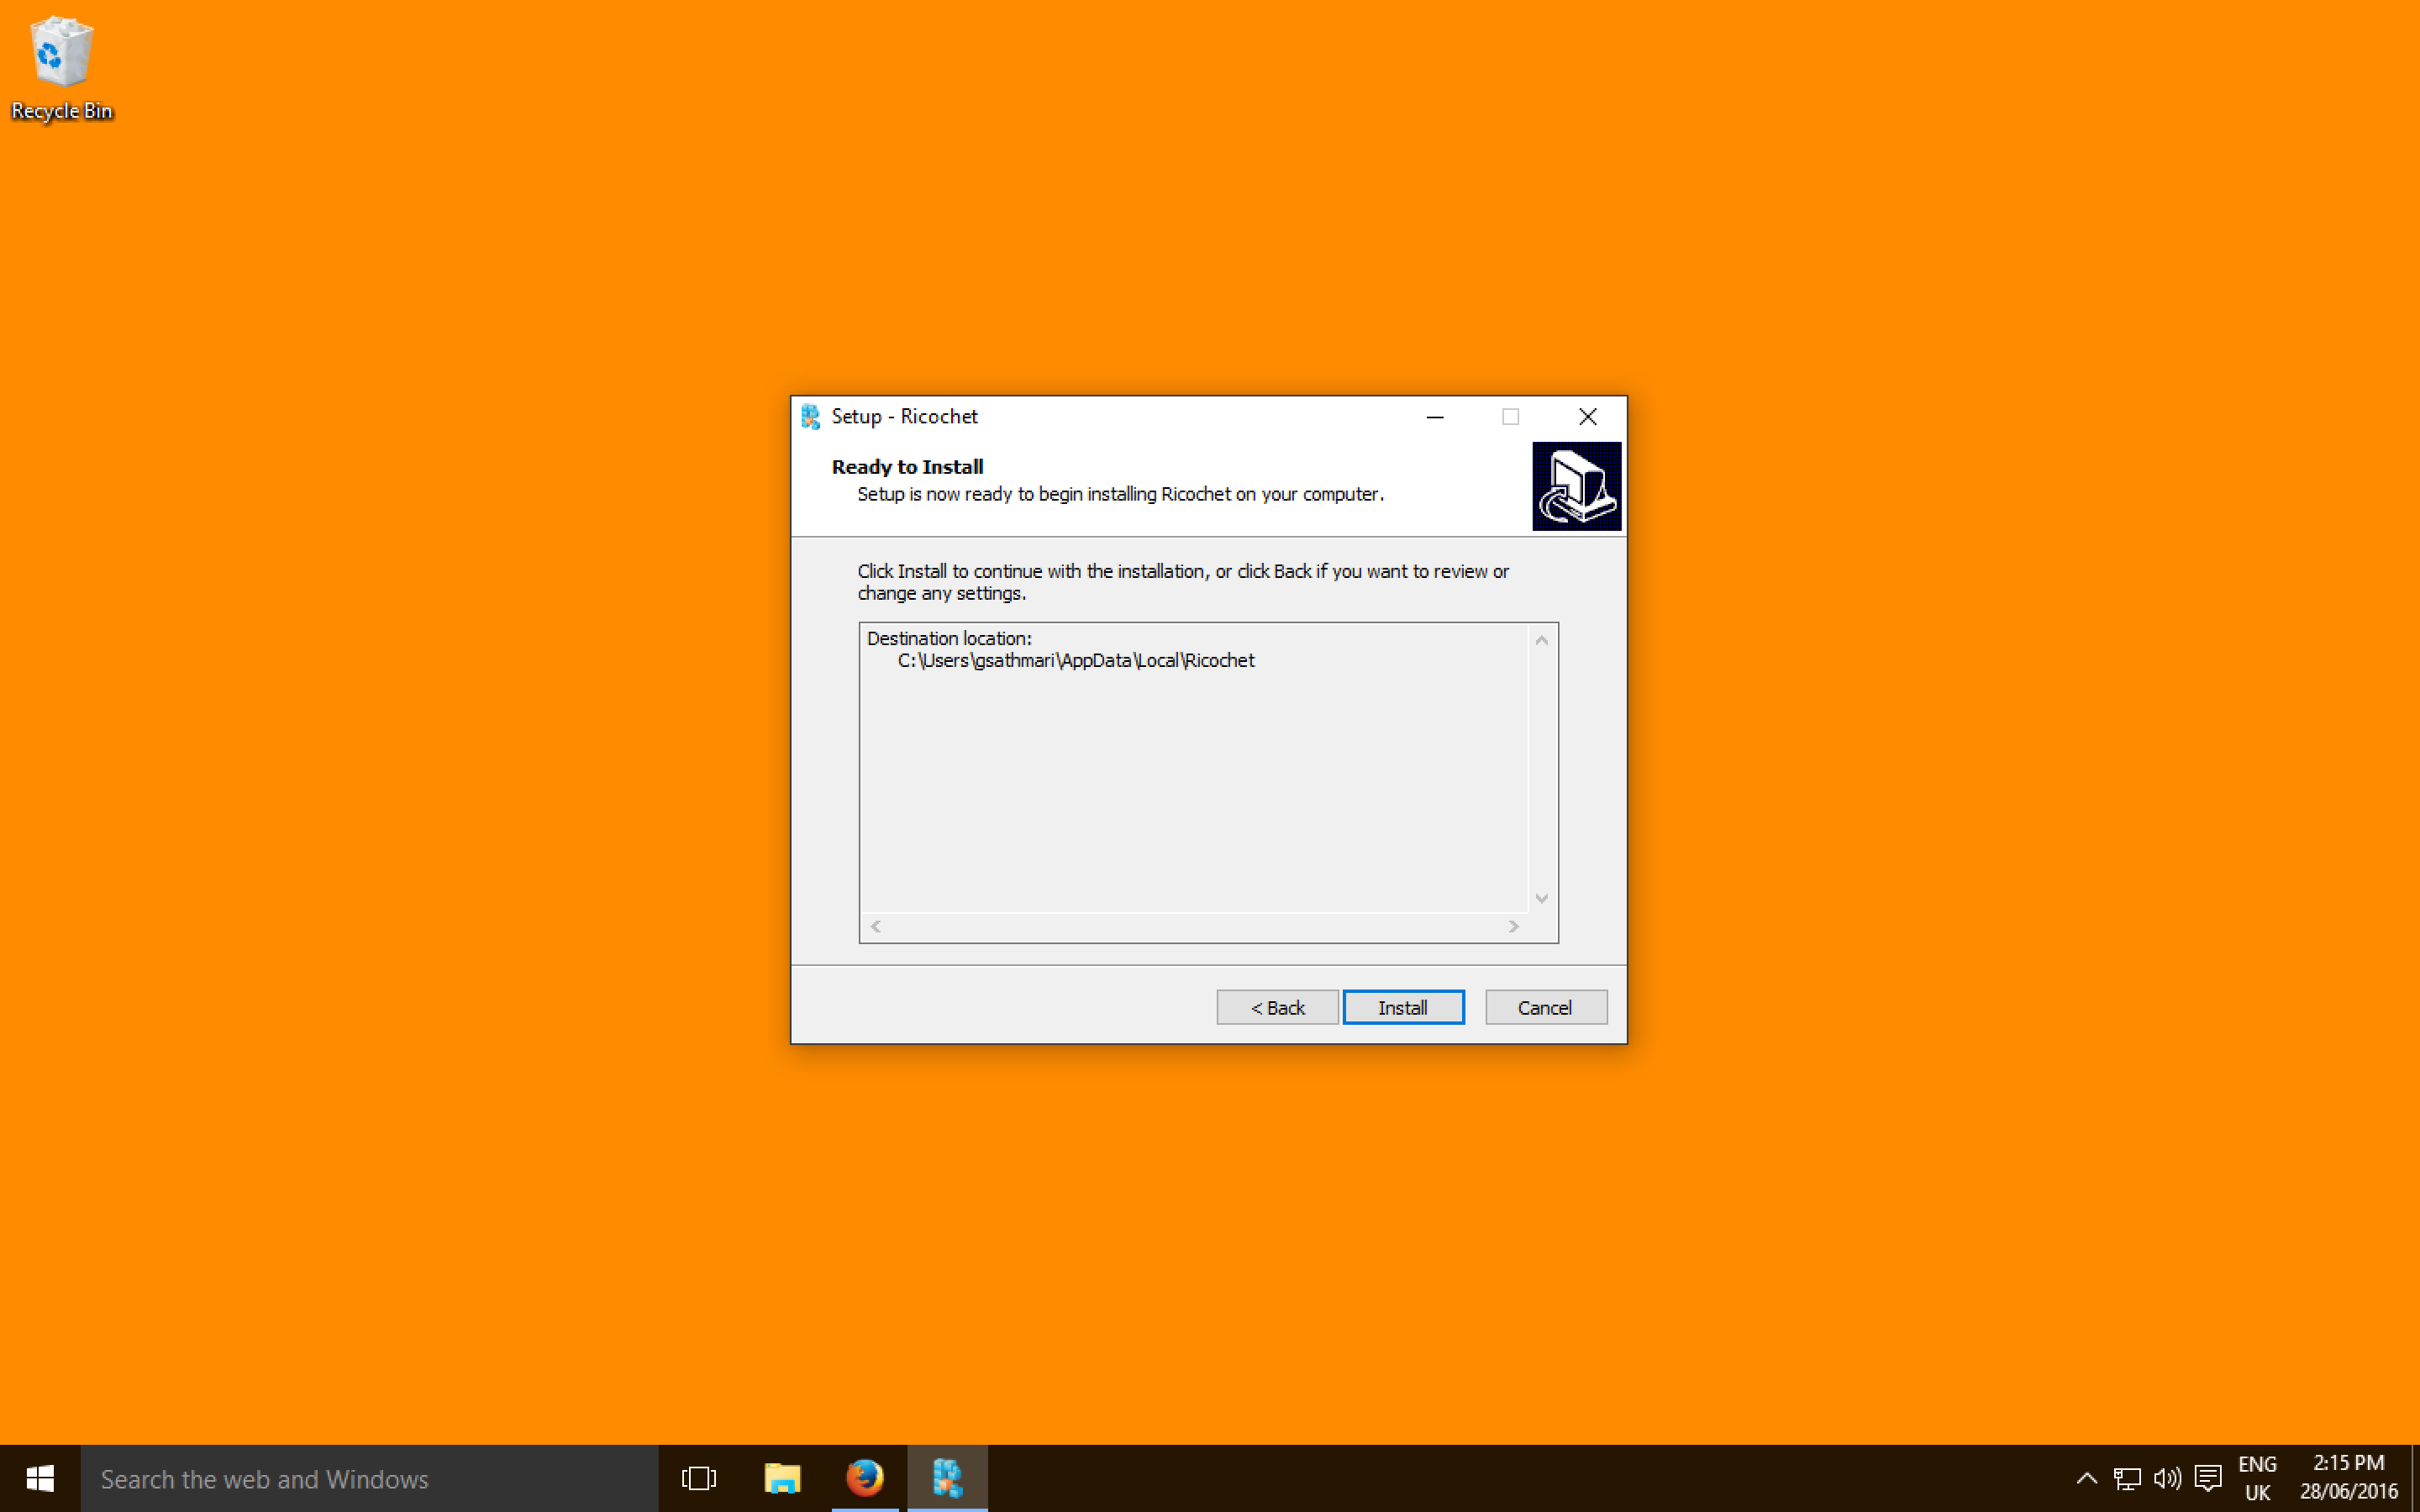 Recycle Bin
Setup - Ricochet
Ready to Install
Setup is now ready to begin installing Ricochet on your computer.
Click Install to continue with the installation, or click Back if you want to review or
change any settings.
Destination location:
C:\Users\gsathmari\AppData\Local\Ricochet
< Back
Install
Cancel
Search the web and Windows
ENG
UK
2:15 PM
28/06/2016